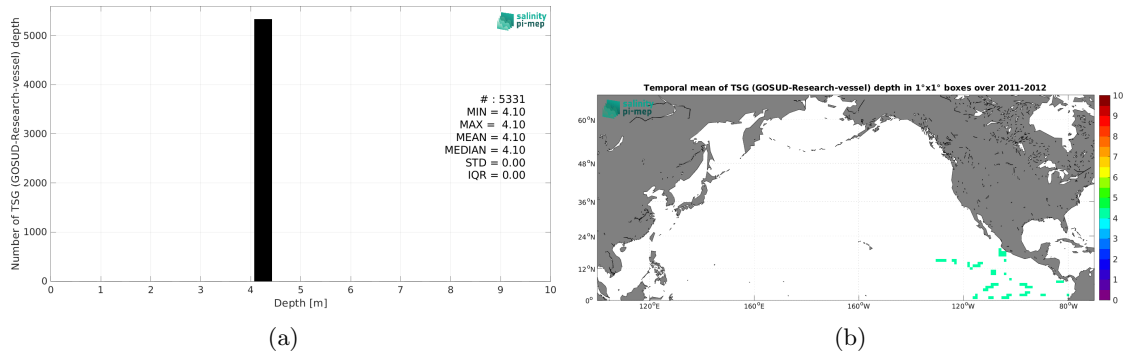 salinity
pi-mep
Number of TSG (GOSUD-Research-vessel) depth
5000
4000
3000
2000
1000
0
# : 5331
MIN = 4.10
MAX = 4.10
MEAN = 4.10
MEDIAN = 4.10
STD = 0.00
IQR = 0.00
0 1 2 3 4 5 6 7 8 9 10
Depth [m]
(a)
Temporal mean of TSG (GOSUD-Research-vessel) depth in 1°x1° boxes over 2011-2012
salinity
pi-mep
60°N
48°N
36°N
24°N
12°N
0°
120°E 160°E 160°W 120°W 80°W
10
9
8
7
6
5
4
3
2
1
0
(b)